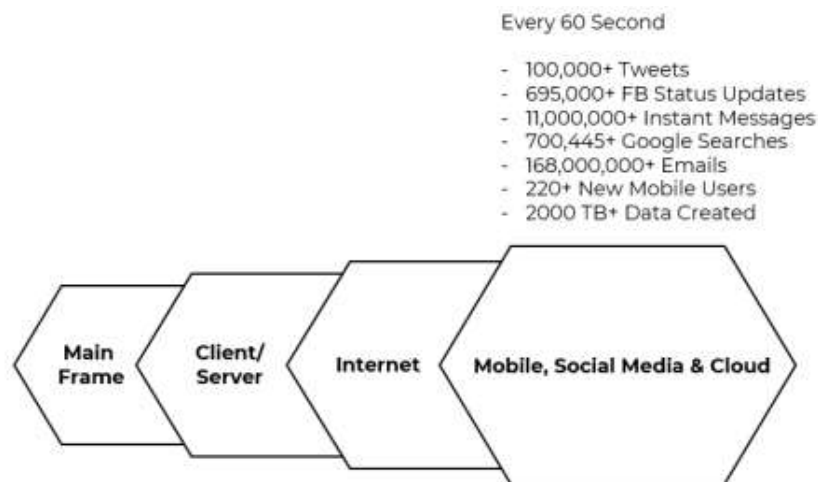 Every 60 Second
- 100,000+ Tweets
- 695,000+ FB Status Updates
- 11,000,000+ Instant Messages
- 700,445+ Google Searches
- 168,000,000+ Emails
- 220+ New Mobile Users
- 2000 TB+ Data Created
Main
Frame
Client/
Server
Internet
Mobile, Social Media & Cloud